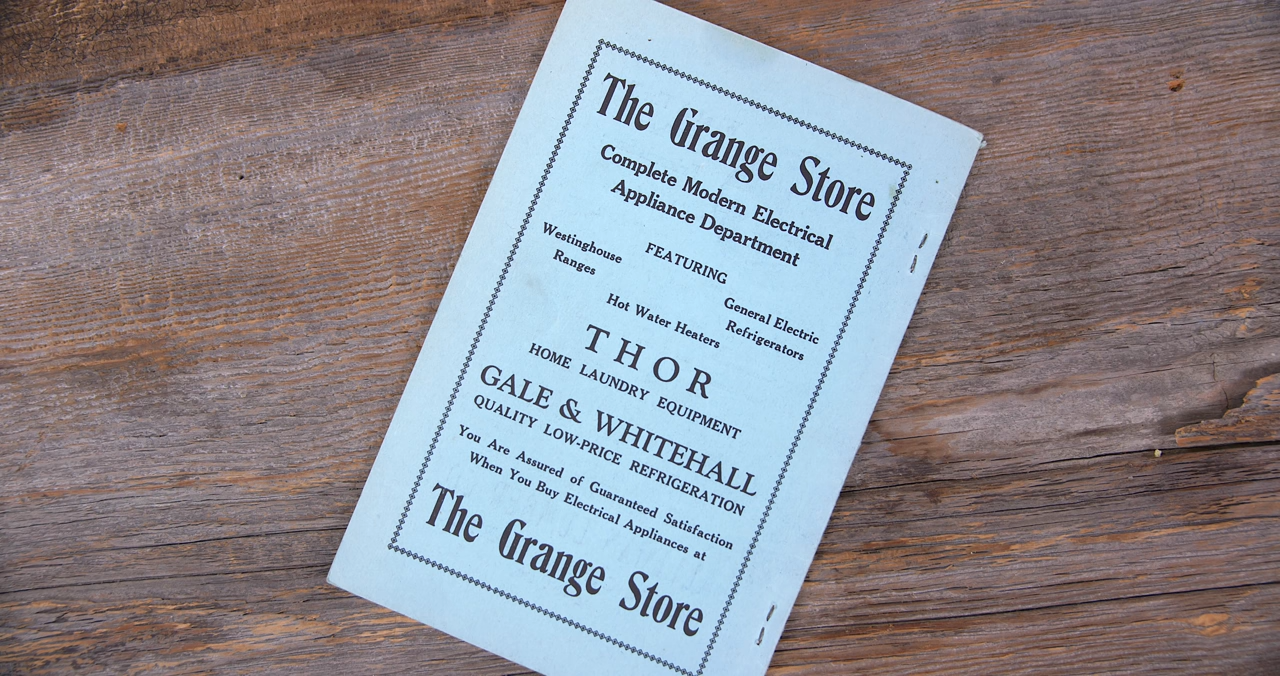 The Grange Store
Complete Modern Electrical
Appliance Department
FEATURING
Westinghouse
Ranges
General Electric
Refrigerators
Hot Water Heaters
THOR
HOME LAUNDRY EQUIPMENT
GALE & WHITEHALL
QUALITY LOW-PRICE REFRIGERATION
You Are Assured of Guaranteed Satisfaction
When You Buy Electrical Appliances at
The Grange Store